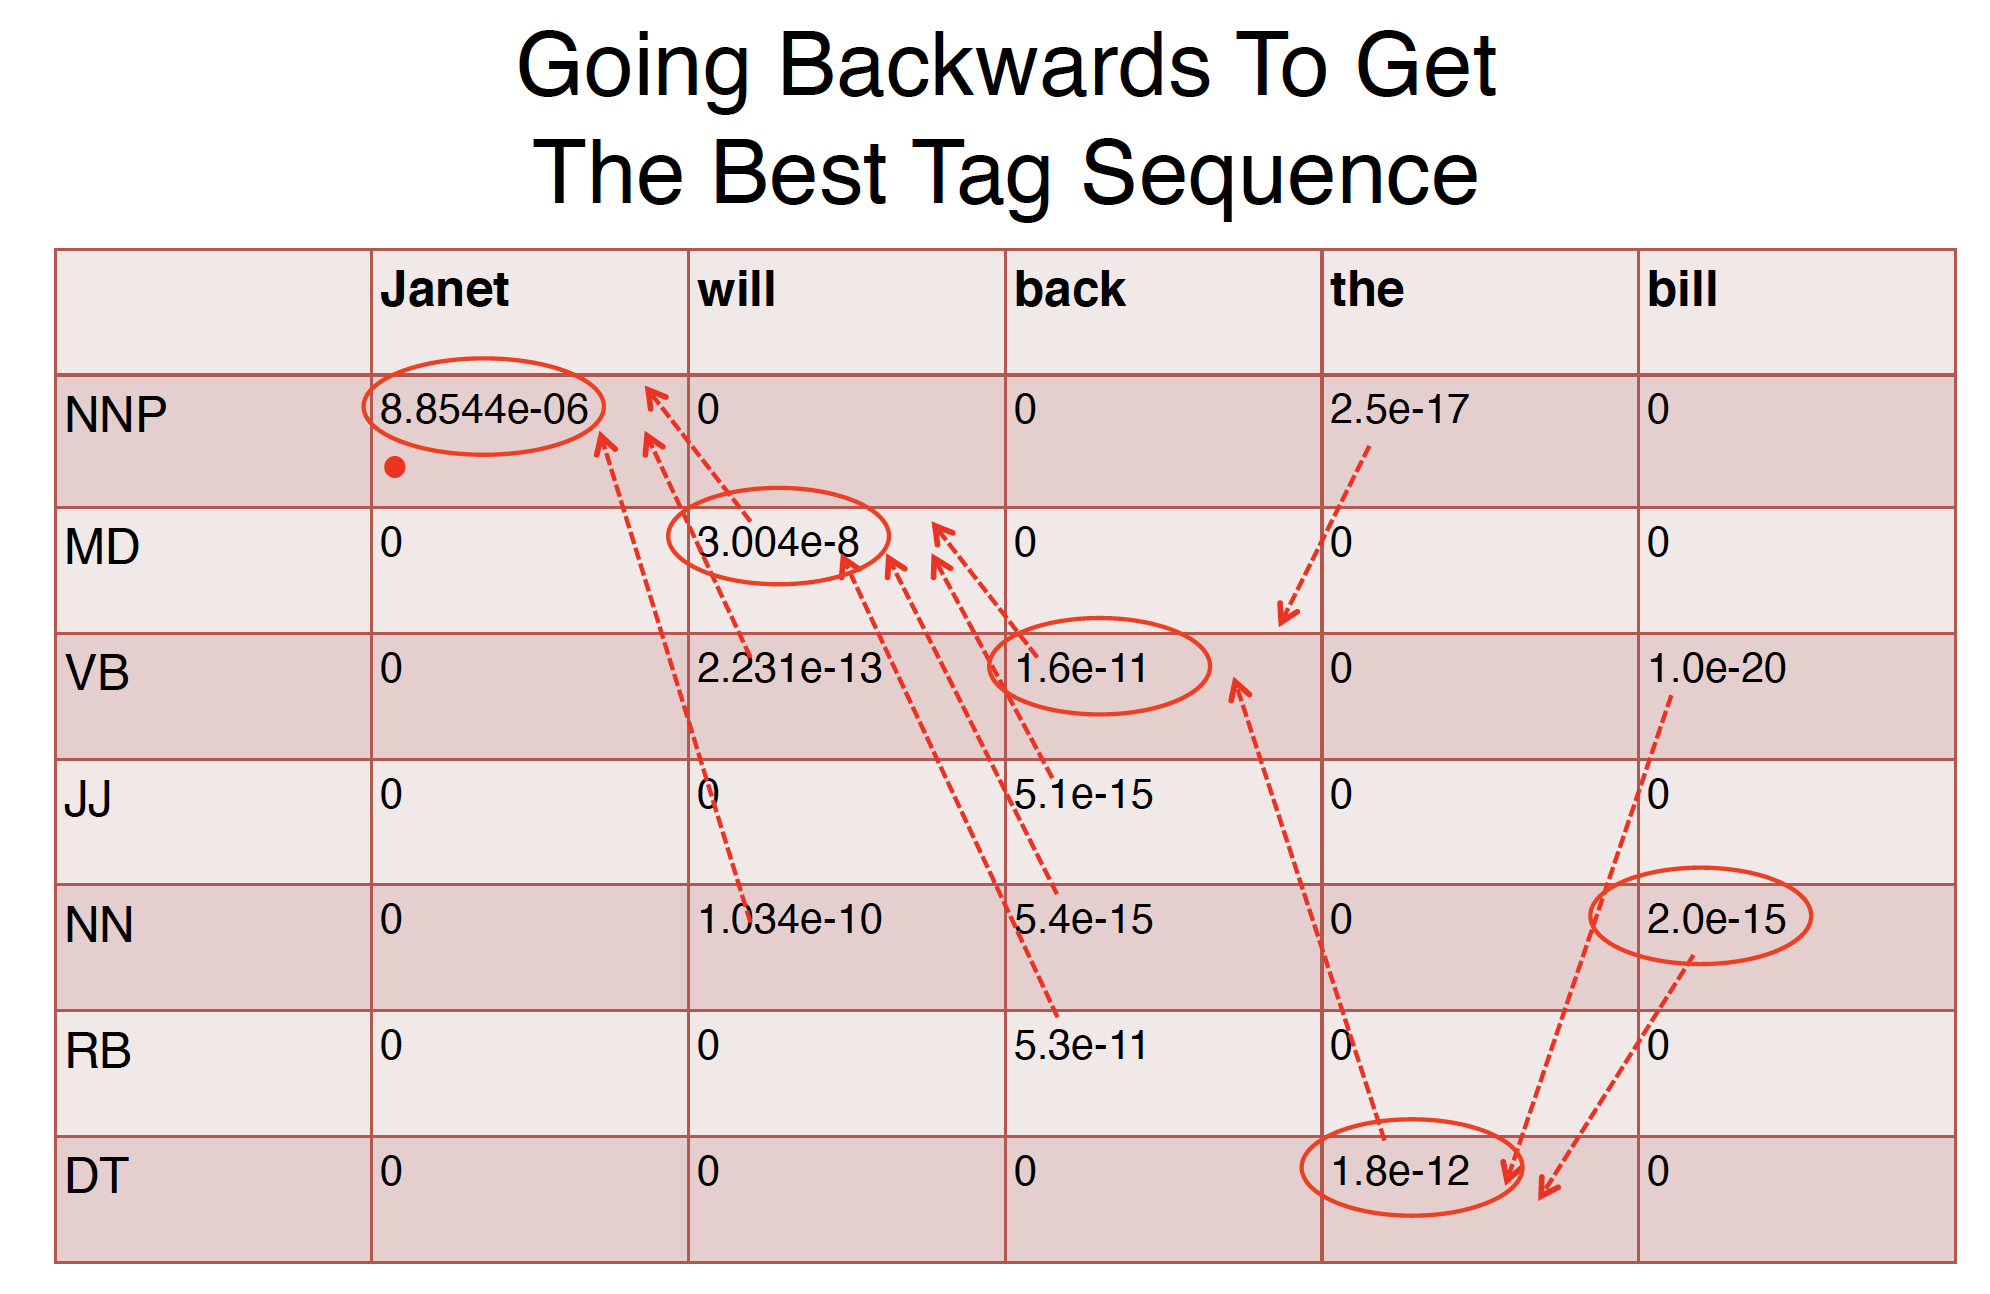 Going Backwards To Get
The Best Tag Sequence
Janet will back the bill
NNP 8.8544e-06 0 0 2.5e-17 0
MD 0 3.004e-8 0 0 0
VB 0 2.231e-13 1.6e-11 0 1.0e-20
JJ 0 0 5.1e-15 0 0
NN 0 1.034e-10 5.4e-15 0 2.0e-15
RB 0 0 5.3e-11 0 0
DT 0 0 0 1.8e-12 0